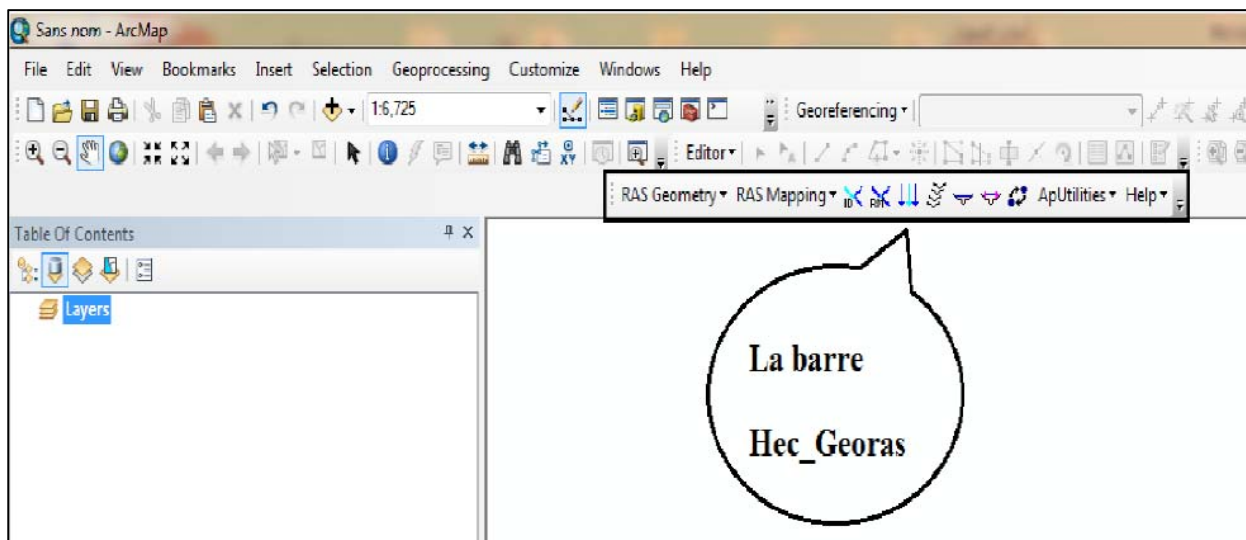 Sans nom - ArcMap
File Edit View Bookmarks Insert Selection Geoprocessing Customize Windows Help
1:6,725 Georeferencing
Editor
RAS Geometry RAS Mapping ApUtilities Help
Table Of Contents
Layers
La barre
Hec_Georas